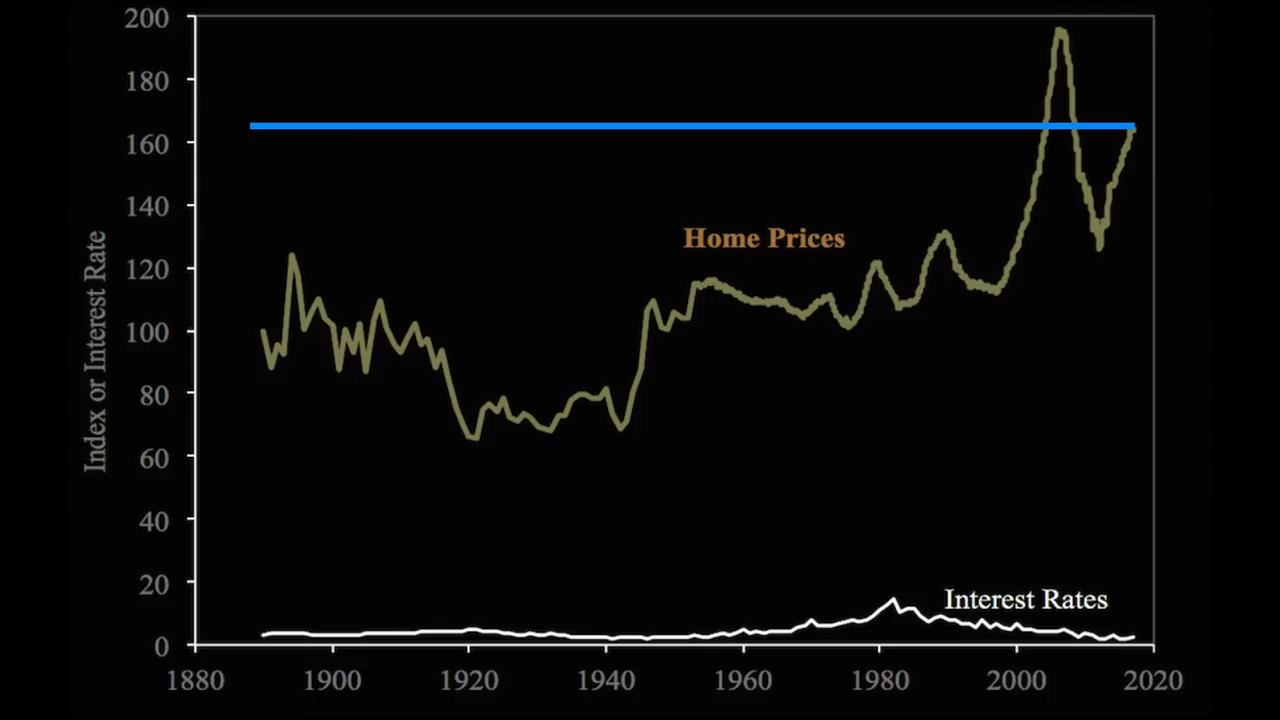 200
180
160
140
120
100
80
60
40
20
0
Index or Interest Rate
Home Prices
Interest Rates
1880 1900 1920 1940 1960 1980 2000 2020